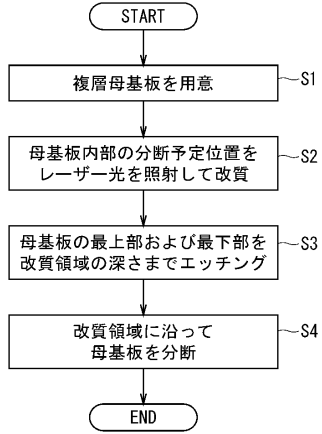 START
複層母基板を用意
S1
母基板内部の分断予定位置を
レーザー光を照射して改質
S2
母基板の最上部および最下部を
改質領域の深さまでエッチング
S3
改質領域に沿って
母基板を分断
S4
END